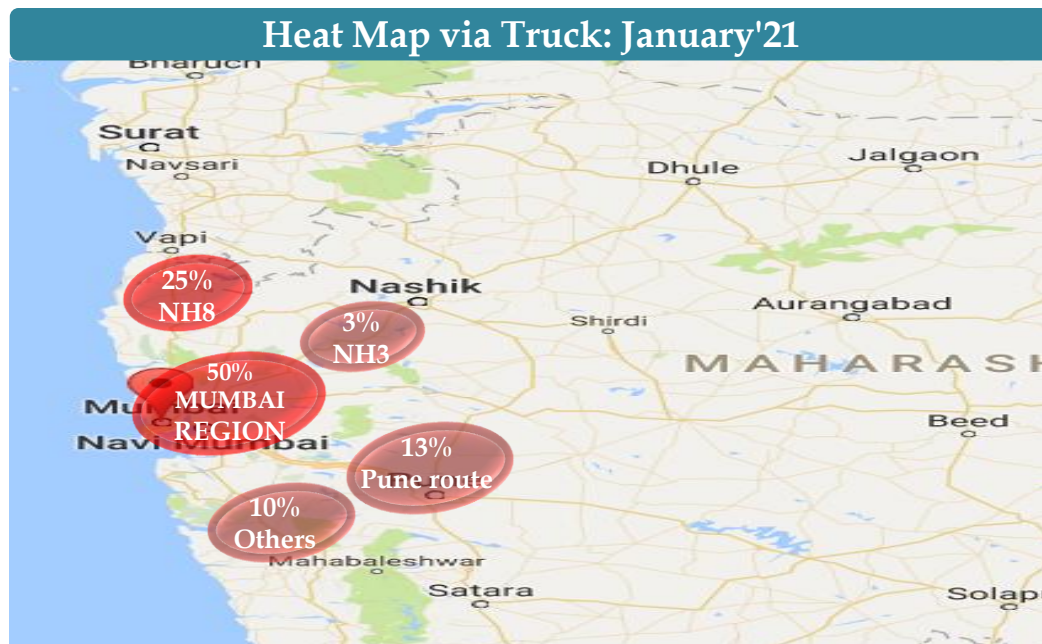 Heat Map via Truck: January'21
Bharuch
Surat
Navsari
Dhule
Jalgaon
Vapi
25%
NH8
Nashik
Aurangabad
3%
NH3
Shirdi
MAHARASH
50%
MUMBAI
REGION
Mumbai
Navi Mumbai
Beed
13%
Pune route
10%
Others
Mahabaleshwar
Satara
Solap